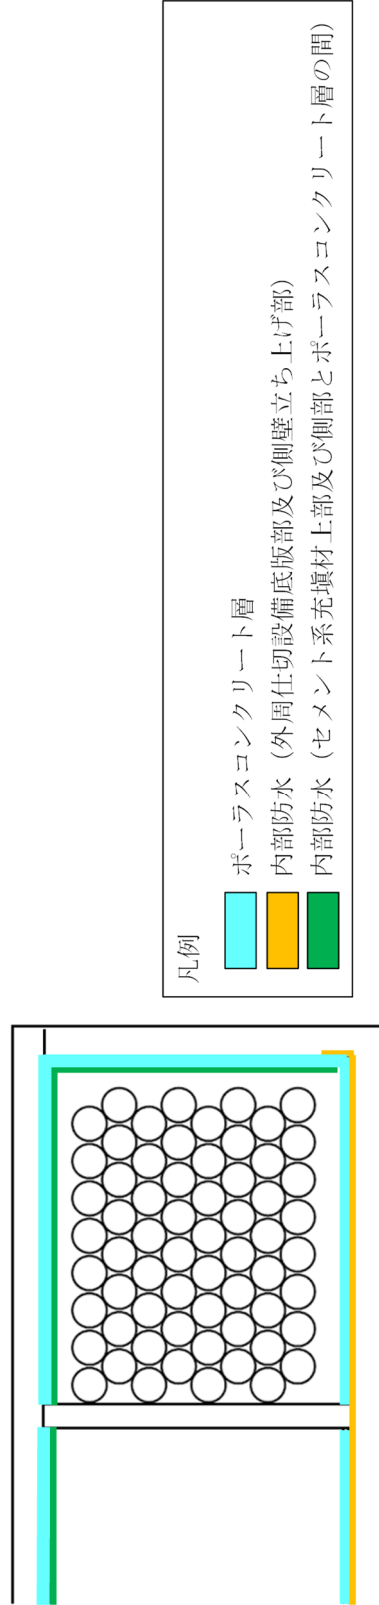 凡例
ポーラスコンクリート層
内部防水（外周仕切設備底版部及び側壁立ち上げ部）
内部防水（セメント系充塡材上部及び側部とポーラスコンクリート層の間）